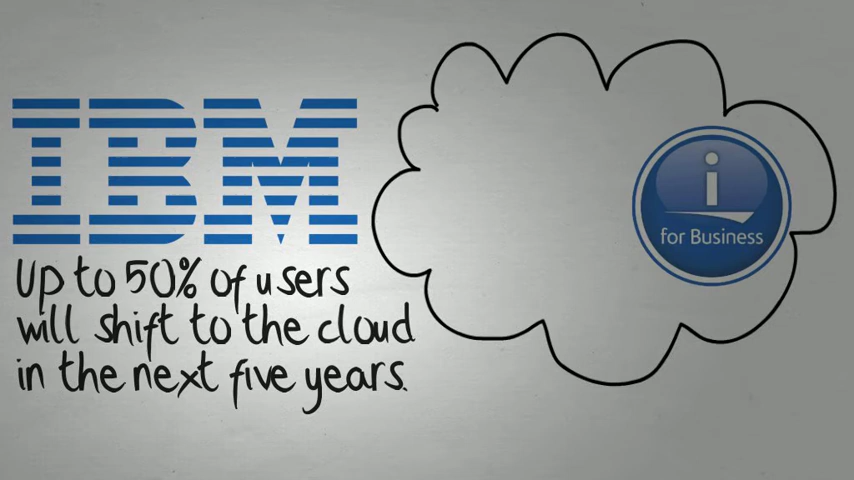 IBM
Up to 50% of users
will shift to the cloud
in the next five years.
i
for Business